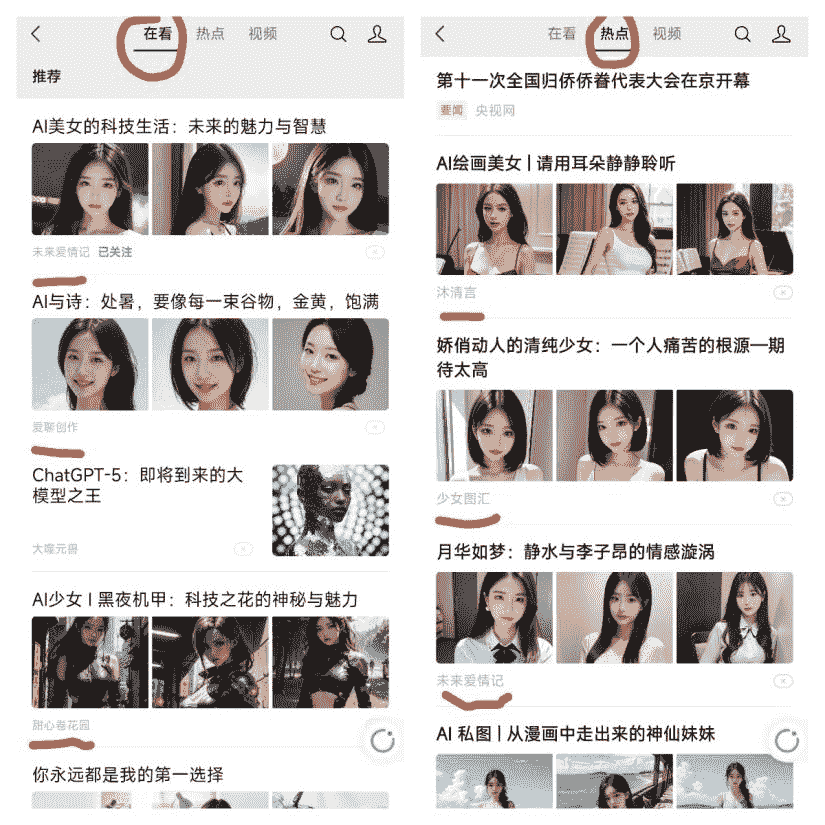 在看 热点 视频
推荐
AI美女的科技生活：未来的魅力与智慧
未来爱情记 已关注
AI与诗：处暑，要像每一束谷物，金黄，饱满
爱聊创作
ChatGPT-5：即将到来的大
模型之王
大噬元兽
AI少女 I 黑夜机甲：科技之花的神秘与魅力
甜心卷花园
你永远都是我的第一选择
在看 热点 视频
第十一次全国归侨侨眷代表大会在京开幕
要闻 央视网
AI绘画美女 | 请用耳朵静静聆听
沐清言
娇俏动人的清纯少女：一个人痛苦的根源—期
待太高
少女图汇
月华如梦：静水与李子昂的情感漩涡
未来爱情记
AI 私图 | 从漫画中走出来的神仙妹妹